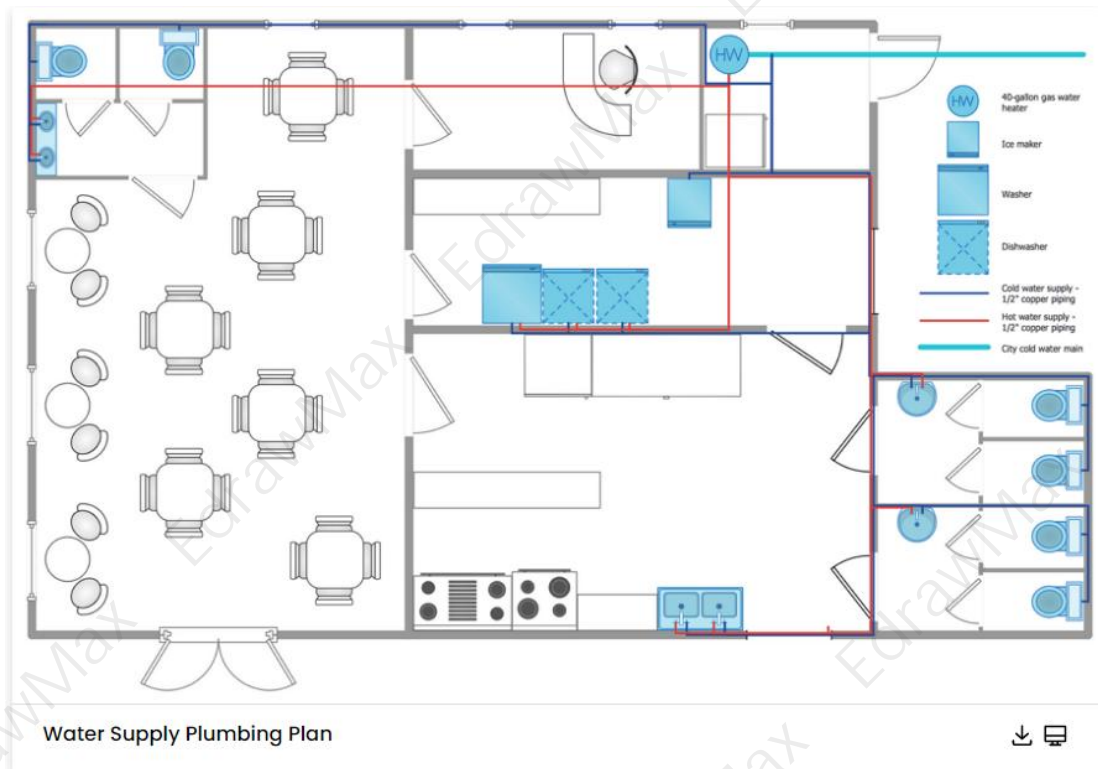 HW
HW
40-gallon gas water
heater
Ice maker
Washer
Dishwasher
Cold water supply -
1/2" copper piping
Hot water supply -
1/2" copper piping
City cold water main
EdrawMax
EdrawMax
EdrawMax
EdrawMax
EdrawMax
Water Supply Plumbing Plan